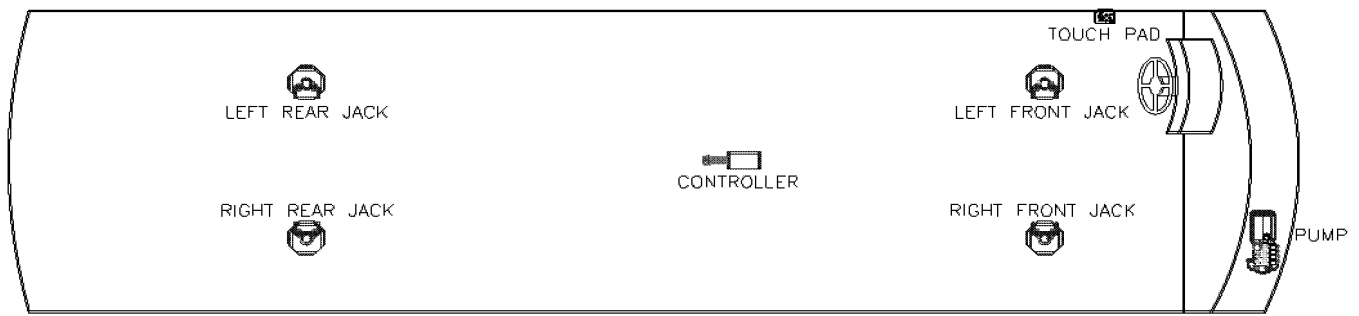 TOUCH PAD
LEFT REAR JACK
LEFT FRONT JACK
CONTROLLER
RIGHT REAR JACK
RIGHT FRONT JACK
PUMP